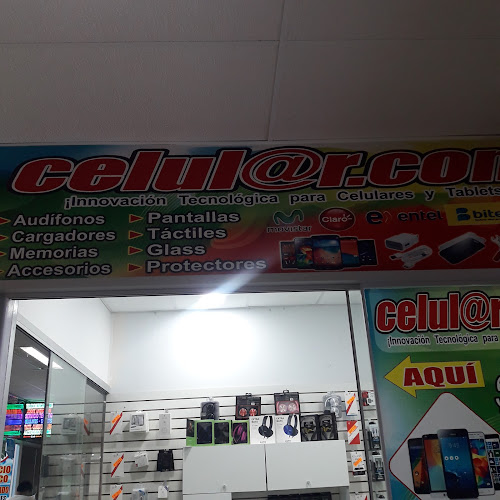 celul@r.com
¡Innovación Tecnológica para Celulares y Tablets
Audífonos
Cargadores
Memorias
Accesorios
Pantallas
Táctiles
Glass
Protectores
movistar
Claro
entel
bit
celul@r
¡Innovación Tecnológica para
AQUÍ